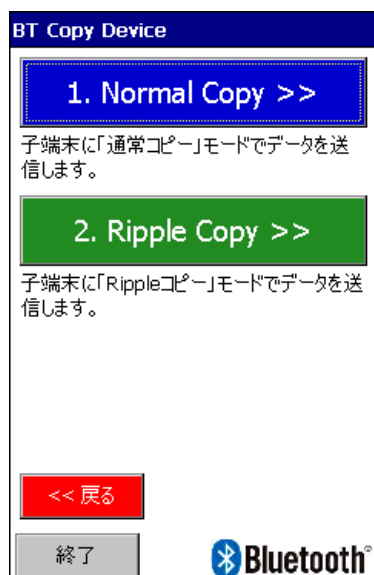 BT Copy Device
1. Normal Copy >>
子端末に「通常コピー」モードでデータを送
信します。
2. Ripple Copy >>
子端末に「Rippleコピー」モードでデータを送
信します。
<< 戻る
終了
Bluetooth®